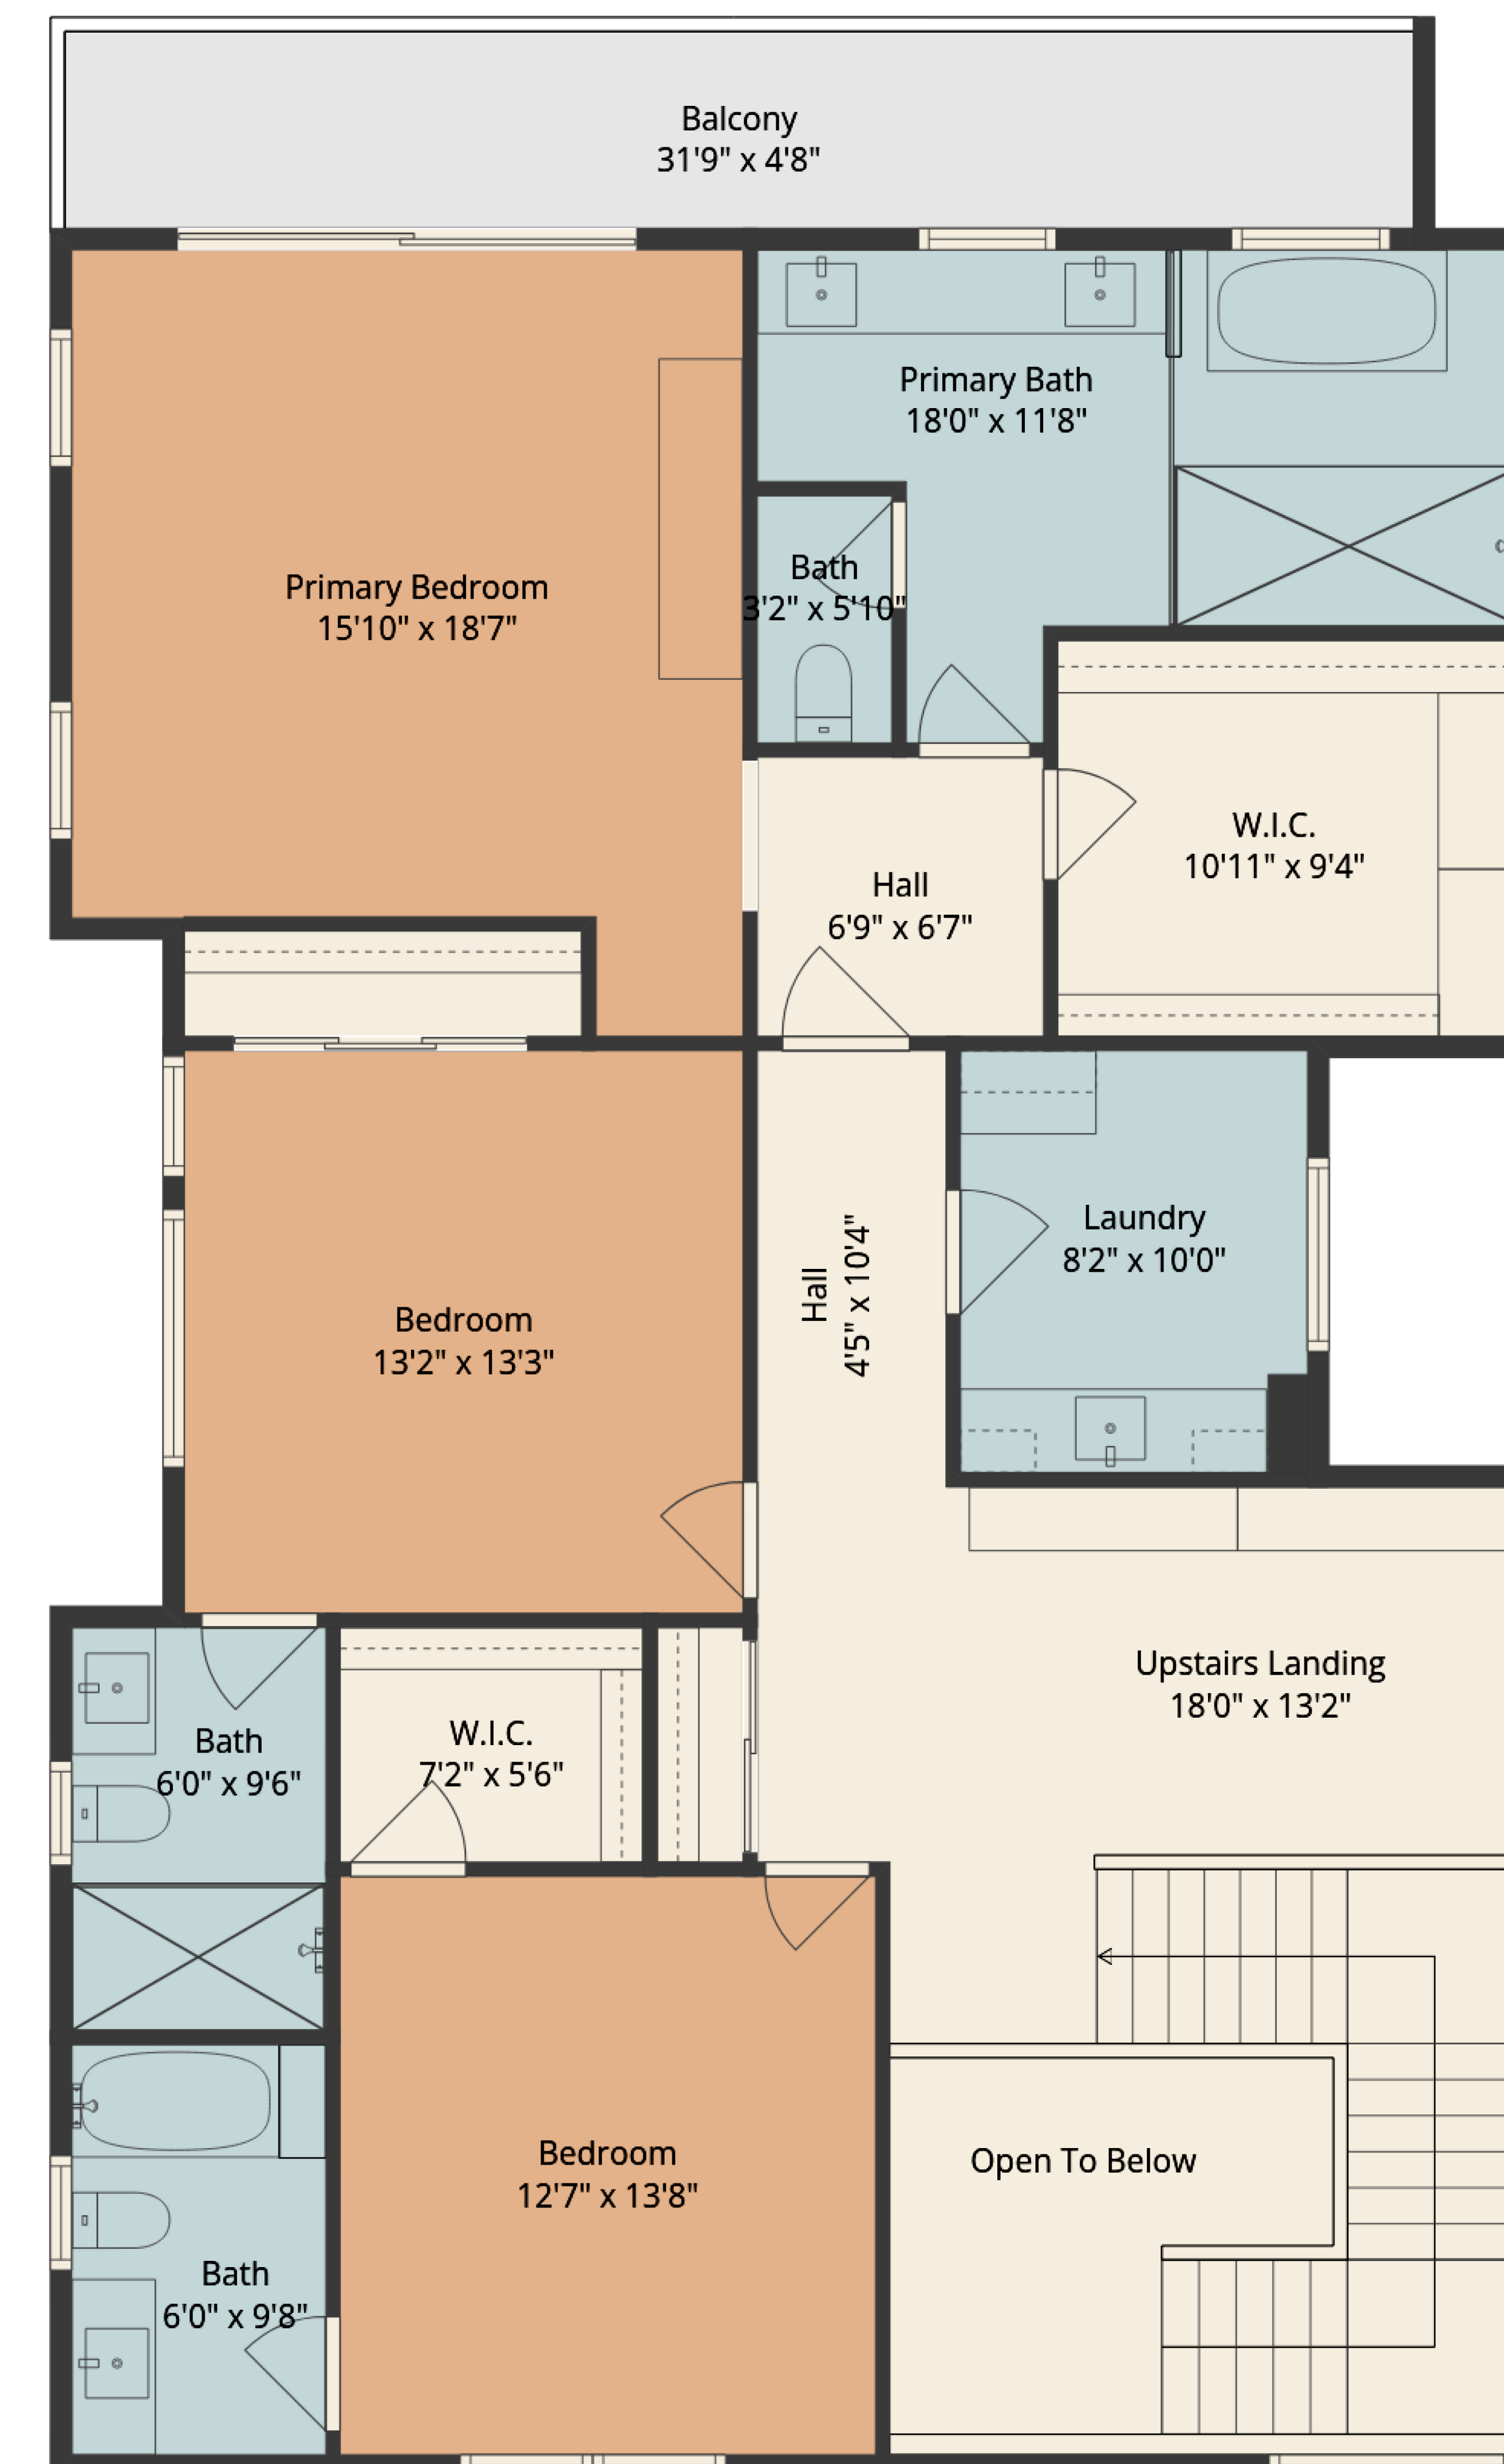 Balcony
31'9" x 4'8"
Primary Bath
18'0" x 11'8"
Primary Bedroom
15'10" x 18'7"
Bath
3'2" x 5'10"
W.I.C.
10'11" x 9'4"
Hall
6'9" x 6'7"
Laundry
8'2" x 10'0"
Hall
4'5" x 10'4"
Bedroom
13'2" x 13'3"
Upstairs Landing
18'0" x 13'2"
Bath
6'0" x 9'6"
W.I.C.
7'2" x 5'6"
Bedroom
12'7" x 13'8"
Open To Below
Bath
6'0" x 9'8"